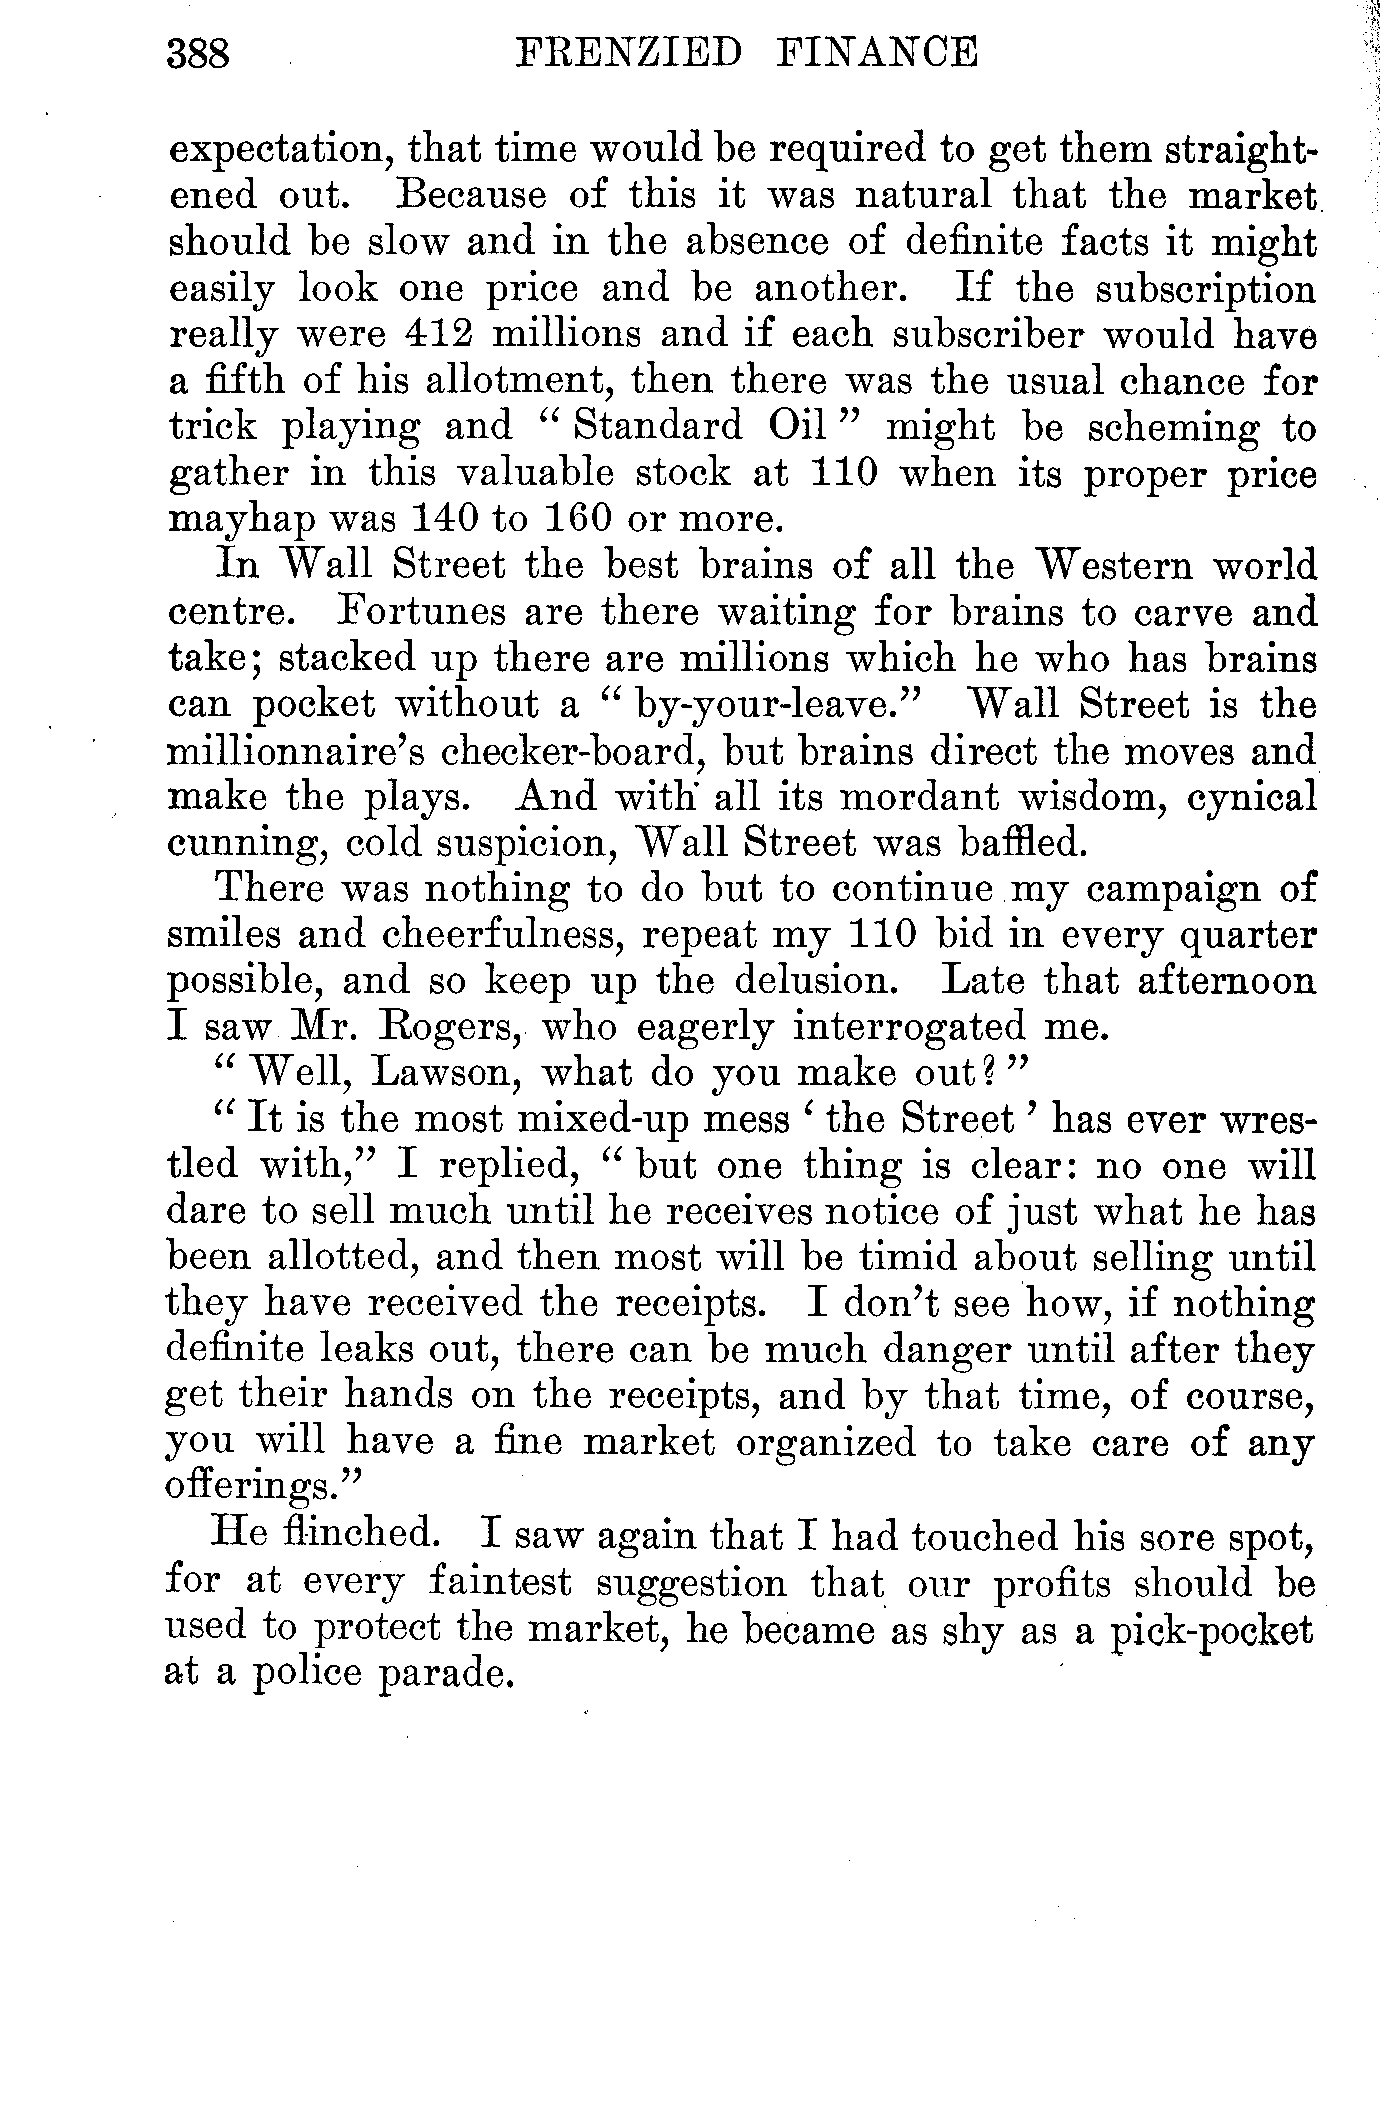 388 FRENZIED FINANCE
expectation, that time would be required to get them straight-
ened out. Because of this it was natural that the market
should be slow and in the absence of definite facts it might
easily look one price and be another. If the subscription
really were 412 millions and if each subscriber would have
a fifth of his allotment, then there was the usual chance for
trick playing and “ Standard Oil ” might be scheming to
gather in this valuable stock at 110 when its proper price
mayhap was 140 to 160 or more.
In Wall Street the best brains of all the Western world
centre. Fortunes are there waiting for brains to carve and
take; stacked up there are millions which he who has brains
can pocket without a “ by-your-leave.” Wall Street is the
millionnaire’s checker-board, but brains direct the moves and
make the plays. And with all its mordant wisdom, cynical
cunning, cold suspicion, Wall Street was baffled.
There was nothing to do but to continue my campaign of
smiles and cheerfulness, repeat my 110 bid in every quarter
possible, and so keep up the delusion. Late that afternoon
I saw Mr. Rogers, who eagerly interrogated me.
“ Well, Lawson, what do you make out? ”
“ It is the most mixed-up mess ‘ the Street ’ has ever wres-
tled with,” I replied, “ but one thing is clear: no one will
dare to sell much until he receives notice of just what he has
been allotted, and then most will be timid about selling until
they have received the receipts. I don’t see how, if nothing
definite leaks out, there can be much danger until after they
get their hands on the receipts, and by that time, of course,
you will have a fine market organized to take care of any
offerings.”
He flinched. I saw again that I had touched his sore spot,
for at every faintest suggestion that our profits should be
used to protect the market, he became as shy as a pick-pocket
at a police parade.